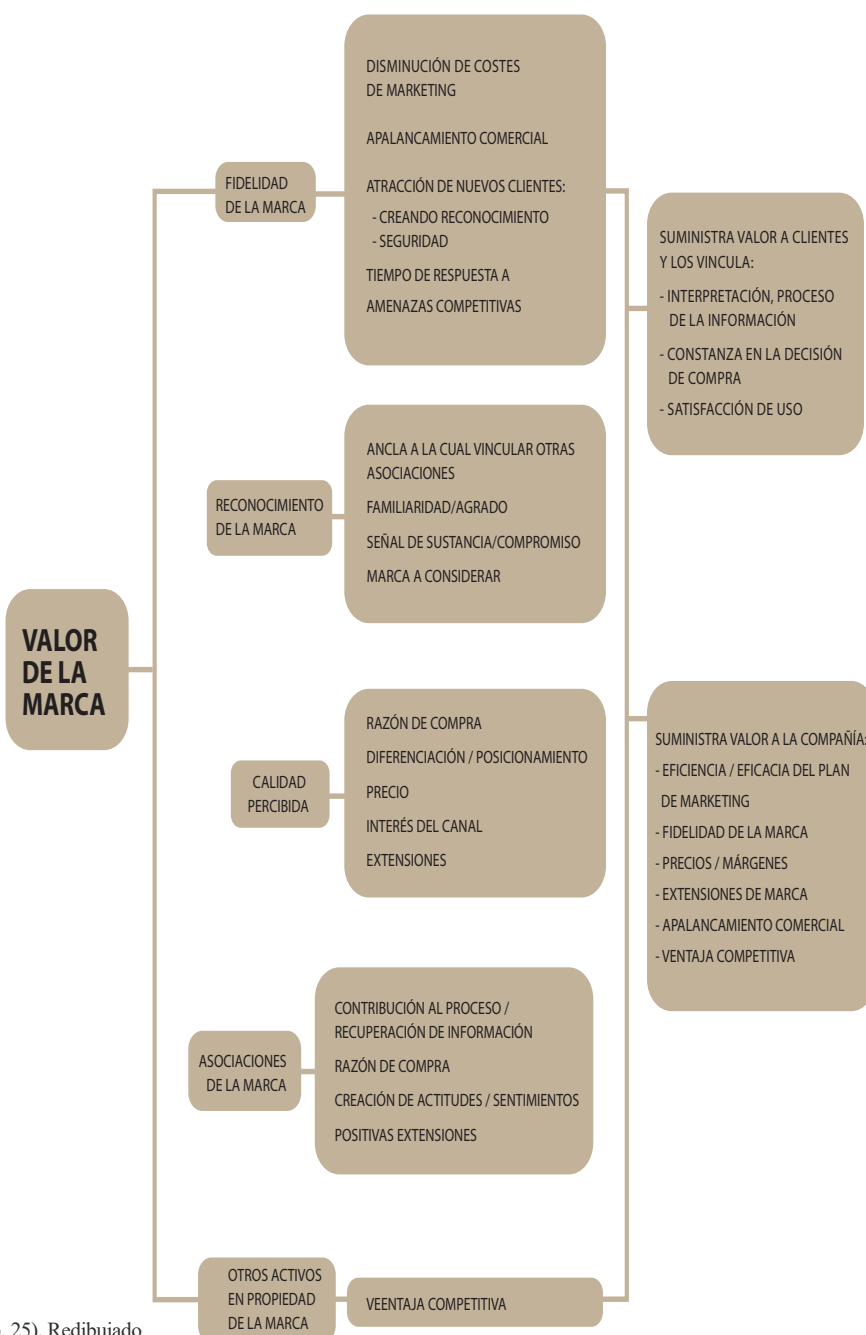 DISMINUCIÓN DE COSTES
DE MARKETING
APALANCAMIENTO COMERCIAL
ATRACCIÓN DE NUEVOS CLIENTES:
- CREANDO RECONOCIMIENTO
- SEGURIDAD
TIEMPO DE RESPUESTA A
AMENAZAS COMPETITIVAS
FIDELIDAD
DE LA MARCA
SUMINISTRA VALOR A CLIENTES
Y LOS VINCULA:
- INTERPRETACIÓN, PROCESO
DE LA INFORMACIÓN
- CONSTANZA EN LA DECISIÓN
DE COMPRA
- SATISFACCIÓN DE USO
ANCLA A LA CUAL VINCULAR OTRAS
ASOCIACIONES
FAMILIARIDAD/AGRADO
SEÑAL DE SUSTANCIA/COMPROMISO
MARCA A CONSIDERAR
RECONOCIMIENTO
DE LA MARCA
VALOR
DE LA
MARCA
RAZÓN DE COMPRA
DIFERENCIACIÓN / POSICIONAMIENTO
PRECIO
INTERÉS DEL CANAL
EXTENSIONES
CALIDAD
PERCIBIDA
SUMINISTRA VALOR A LA COMPAÑÍA:
- EFICIENCIA / EFICACIA DEL PLAN
DE MARKETING
- FIDELIDAD DE LA MARCA
- PRECIOS / MÁRGENES
- EXTENSIONES DE MARCA
- APALANCAMIENTO COMERCIAL
- VENTAJA COMPETITIVA
CONTRIBUCIÓN AL PROCESO /
RECUPERACIÓN DE INFORMACIÓN
RAZÓN DE COMPRA
CREACIÓN DE ACTITUDES / SENTIMIENTOS
POSITIVAS EXTENSIONES
ASOCIACIONES
DE LA MARCA
OTROS ACTIVOS
EN PROPIEDAD
DE LA MARCA
VEENTAJA COMPETITIVA
. 25). Redibujado